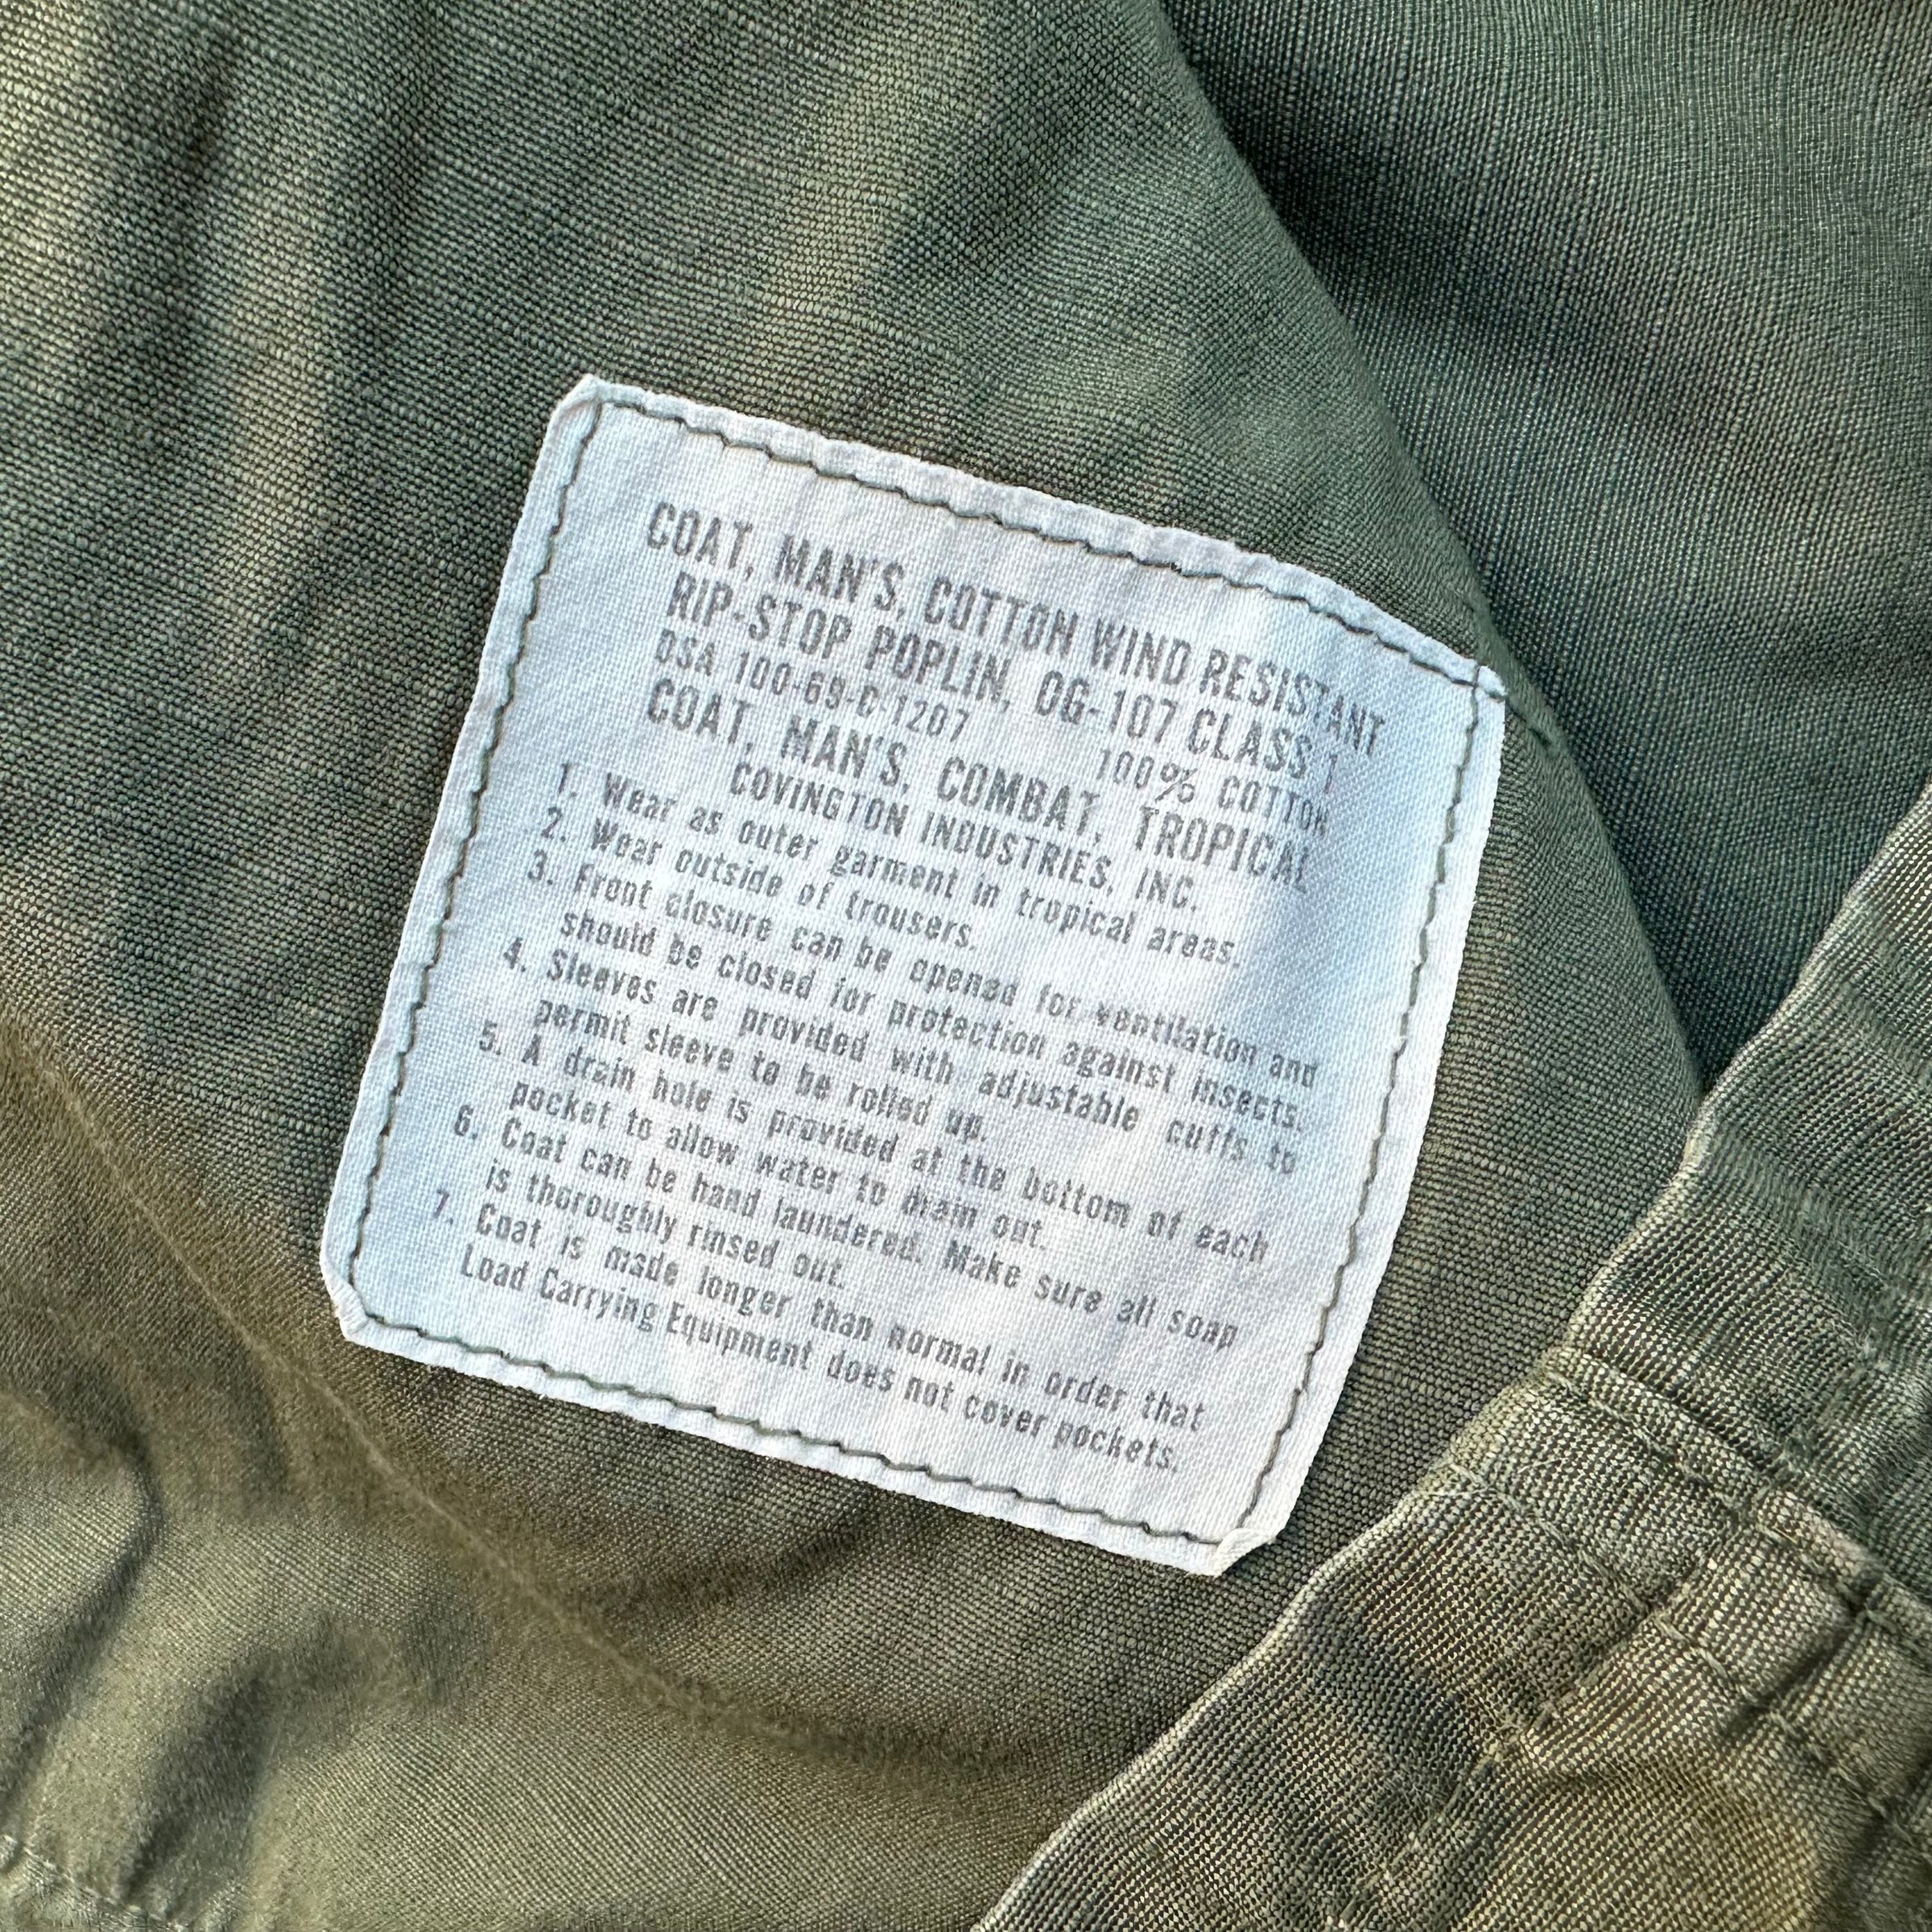 COAT, MAN'S, COTTON WIND RESISTANT
RIP-STOP POPLIN, OG-107 CLASS 1
DSA 100-69-C-1207 100% COTTON
COAT, MAN'S, COMBAT, TROPICAL
COVINGTON INDUSTRIES, INC.
1. Wear as outer garment in tropical areas.
2. Wear outside of trousers.
3. Front closure can be opened for ventilation and
should be closed for protection against insects.
4. Sleeves are provided with adjustable cuffs to
permit sleeve to be rolled up.
5. A drain hole is provided at the bottom of each
pocket to allow water to drain out.
6. Coat can be hand laundered. Make sure all soap
is thoroughly rinsed out.
7. Coat is made longer than normal in order that
Load Carrying Equipment does not cover pockets.